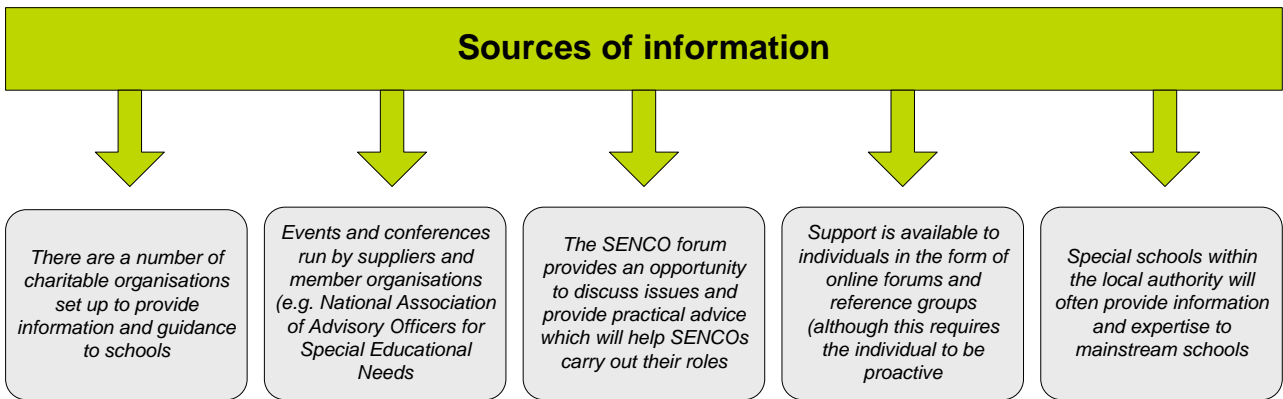 Sources of information
There are a number of
charitable organisations
set up to provide
information and guidance
to schools
Events and conferences
run by suppliers and
member organisations
(e.g. National Association
of Advisory Officers for
Special Educational
Needs
The SENCO forum
provides an opportunity
to discuss issues and
provide practical advice
which will help SENCOs
carry out their roles
Support is available to
individuals in the form of
online forums and
reference groups
(although this requires
the individual to be
proactive
Special schools within
the local authority will
often provide information
and expertise to
mainstream schools